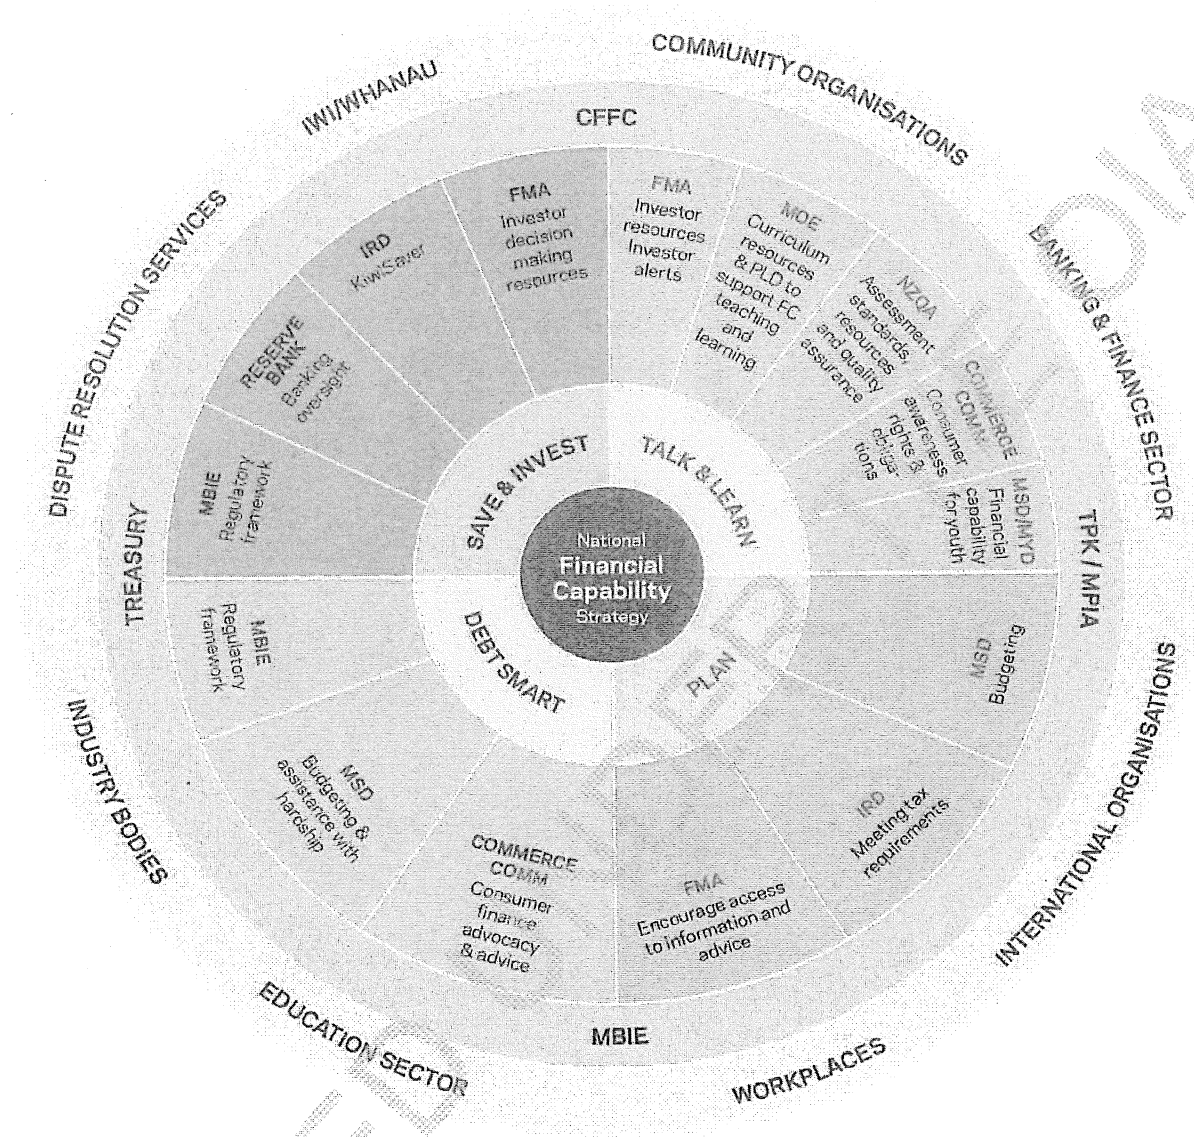 COMMUNITY ORGANISATIONS
BANKING & FINANCE SECTOR
INTERNATIONAL ORGANISATIONS
WORKPLACES
EDUCATION SECTOR
INDUSTRY BODIES
DISPUTE RESOLUTION SERVICES
IWI/WHANAU
CFFC
TPK / MPIA
MBIE
TREASURY
National
Financial
Capability
Strategy
TALK & LEARN
FMA
Investor
resources
Investor
alerts
MOE
Curriculum
resources
& PLD to
support FC
teaching
and
learning
NZQA
Assessment
standards,
resources
and quality
assurance
COMMERCE
COMM
Consumer
awareness
rights &
obliga-
tions
MSD/MYD
Financial
capability
for youth
PLAN
MSD
Budgeting
IRD
Meeting tax
requirements
FMA
Encourage access
to information and
advice
DEBT SMART
COMMERCE
COMM
Consumer
finance
advocacy
& advice
MSD
Budgeting &
assistance with
hardship
MBIE
Regulatory
framework
SAVE & INVEST
MBIE
Regulatory
framework
RESERVE
BANK
Banking
oversight
IRD
KiwiSaver
FMA
Investor
decision
making
resources